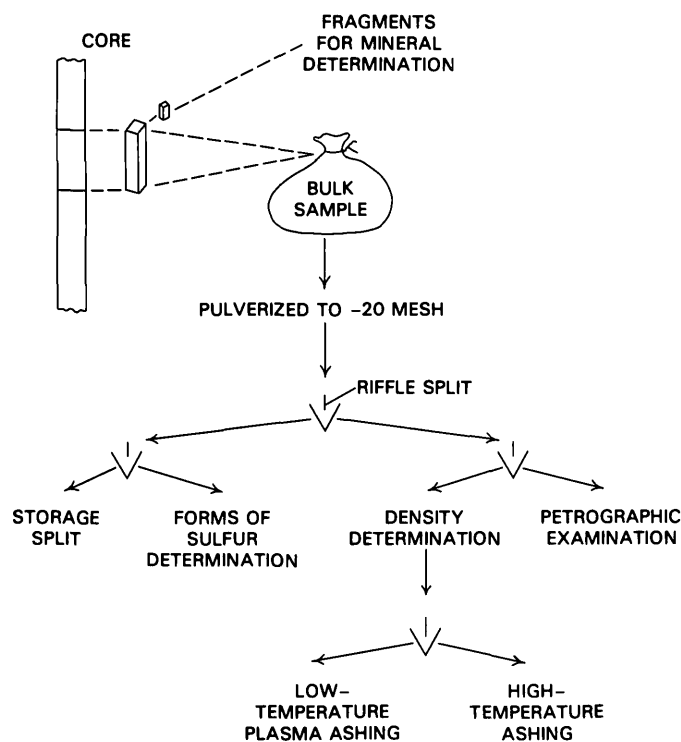 CORE
FRAGMENTS
FOR MINERAL
DETERMINATION
BULK
SAMPLE
PULVERIZED TO -20 MESH
RIFFLE SPLIT
STORAGE
SPLIT
FORMS OF
SULFUR
DETERMINATION
DENSITY
DETERMINATION
PETROGRAPHIC
EXAMINATION
LOW-
TEMPERATURE
PLASMA ASHING
HIGH-
TEMPERATURE
ASHING